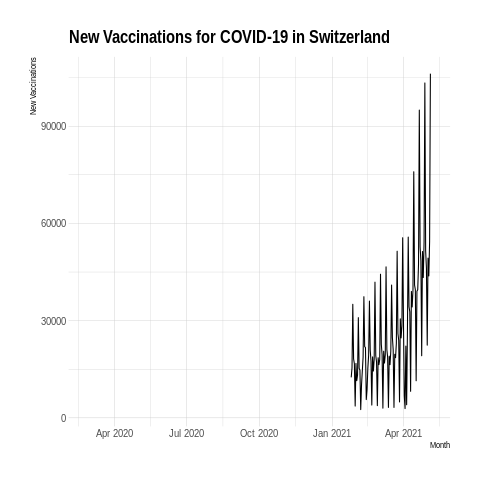 New Vaccinations for COVID-19 in Switzerland
New Vaccinations
90000
60000
30000
0
Apr 2020 Jul 2020 Oct 2020 Jan 2021 Apr 2021
Month